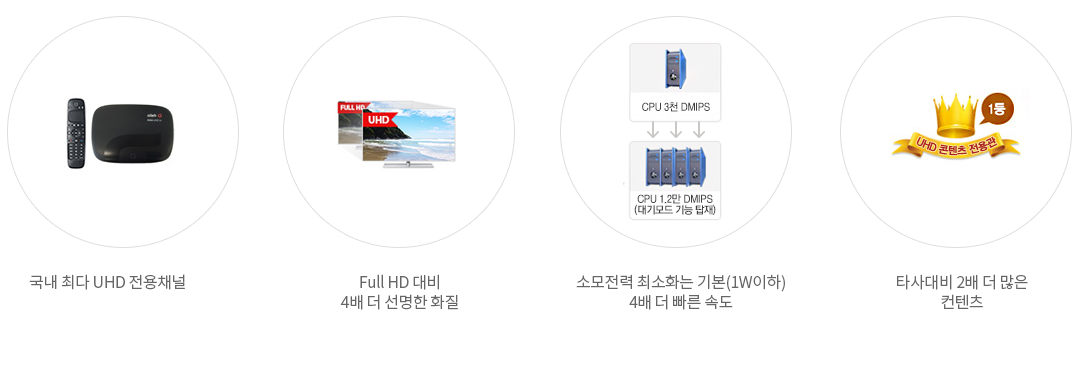 FULL HD
UHD
CPU 3천 DMIPS
CPU 1.2만 DMIPS
(대기모드 기능 탑재)
1등
UHD 콘텐츠 전용관
국내 최다 UHD 전용채널
Full HD 대비
4배 더 선명한 화질
소모전력 최소화는 기본(1W이하)
4배 더 빠른 속도
타사대비 2배 더 많은
컨텐츠